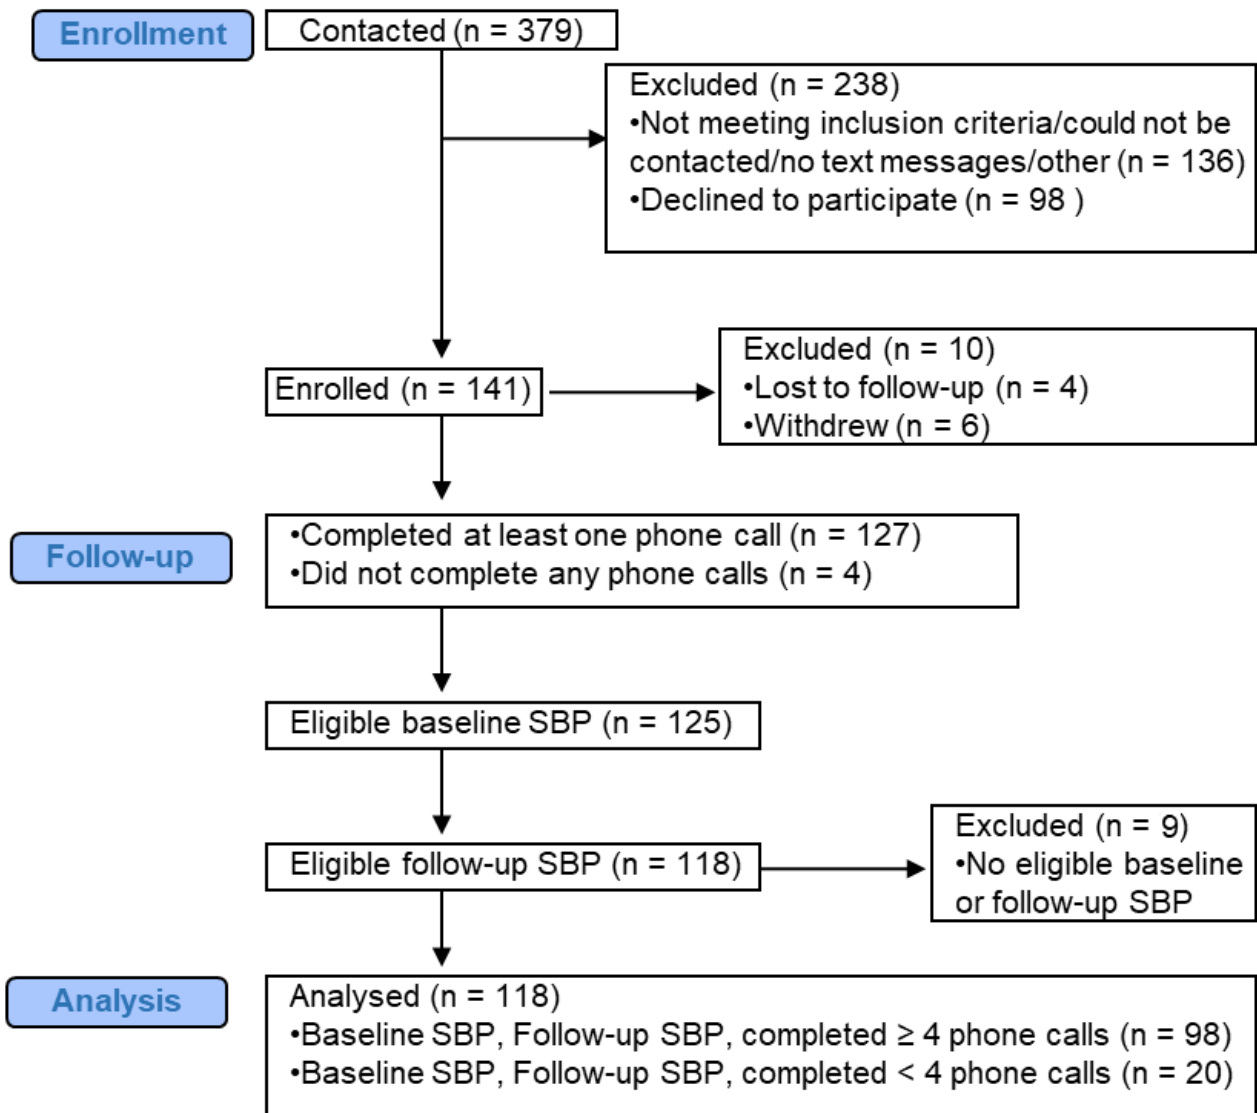 Enrollment
Contacted (n = 379)
Excluded (n = 238)
•Not meeting inclusion criteria/could not be
contacted/no text messages/other (n = 136)
•Declined to participate (n = 98 )
Enrolled (n = 141)
Excluded (n = 10)
•Lost to follow-up (n = 4)
•Withdrew (n = 6)
Follow-up
•Completed at least one phone call (n = 127)
•Did not complete any phone calls (n = 4)
Eligible baseline SBP (n = 125)
Eligible follow-up SBP (n = 118)
Excluded (n = 9)
•No eligible baseline
or follow-up SBP
Analysis
Analysed (n = 118)
•Baseline SBP, Follow-up SBP, completed ≥ 4 phone calls (n = 98)
•Baseline SBP, Follow-up SBP, completed < 4 phone calls (n = 20)